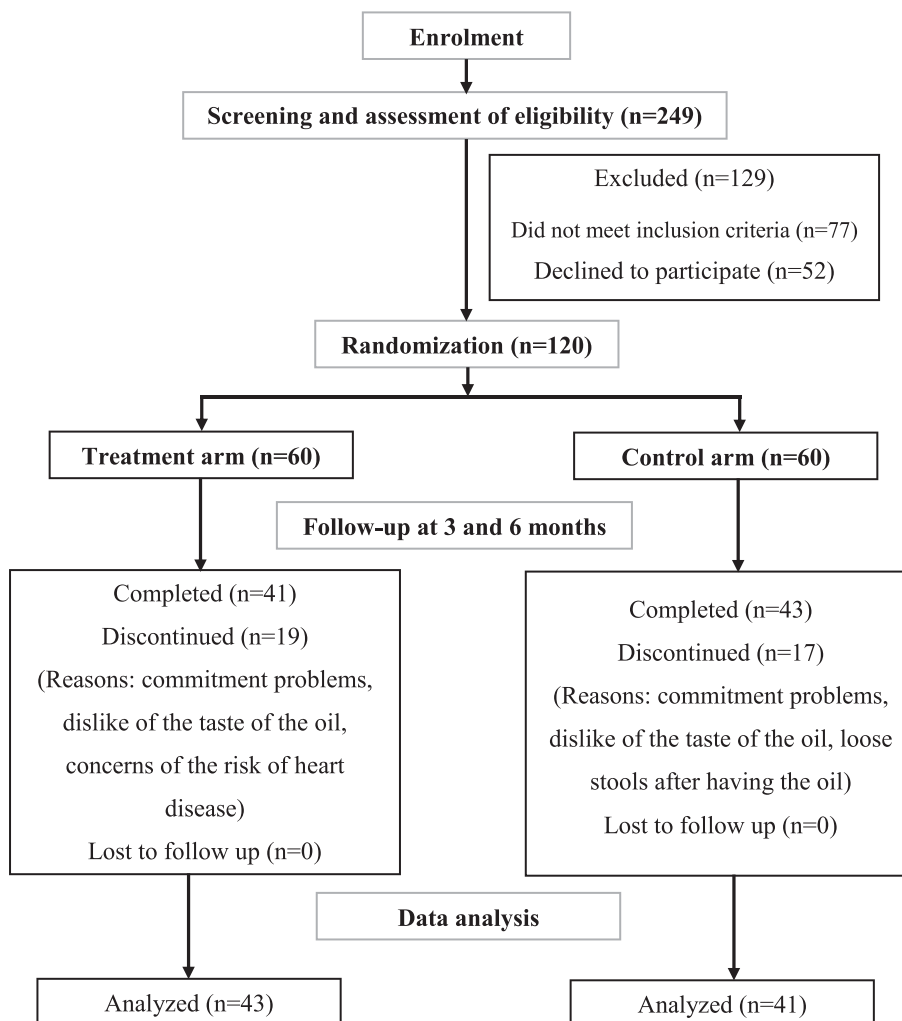 Enrolment
Screening and assessment of eligibility (n=249)
Excluded (n=129)
Did not meet inclusion criteria (n=77)
Declined to participate (n=52)
Randomization (n=120)
Treatment arm (n=60)
Control arm (n=60)
Follow-up at 3 and 6 months
Completed (n=41)
Discontinued (n=19)
(Reasons: commitment problems,
dislike of the taste of the oil,
concerns of the risk of heart
disease)
Lost to follow up (n=0)
Completed (n=43)
Discontinued (n=17)
(Reasons: commitment problems,
dislike of the taste of the oil, loose
stools after having the oil)
Lost to follow up (n=0)
Data analysis
Analyzed (n=43)
Analyzed (n=41)